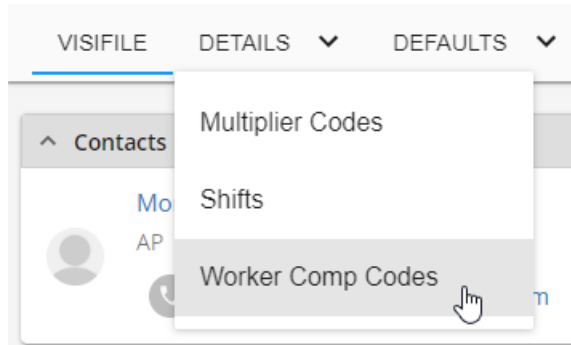 VISIFILE DETAILS DEFAULTS
Multiplier Codes
Contacts
Shifts
AP
Worker Comp Codes